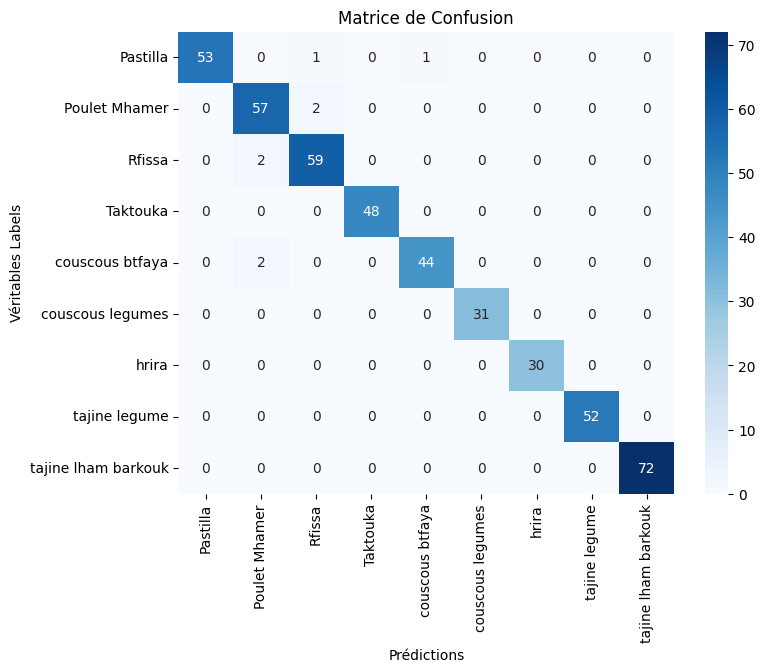 Matrice de Confusion
Véritables Labels
Pastilla 53 0 1 0 1 0 0 0 0
Poulet Mhamer 0 57 2 0 0 0 0 0 0
Rfissa 0 2 59 0 0 0 0 0 0
Taktouka 0 0 0 48 0 0 0 0 0
couscous btfaya 0 2 0 0 44 0 0 0 0
couscous legumes 0 0 0 0 0 31 0 0 0
hrira 0 0 0 0 0 0 30 0 0
tajine legume 0 0 0 0 0 0 0 52 0
tajine lham barkouk 0 0 0 0 0 0 0 0 72
Pastilla
Poulet Mhamer
Rfissa
Taktouka
couscous btfaya
couscous legumes
hrira
tajine legume
tajine lham barkouk
Prédictions
70
60
50
40
30
20
10
0